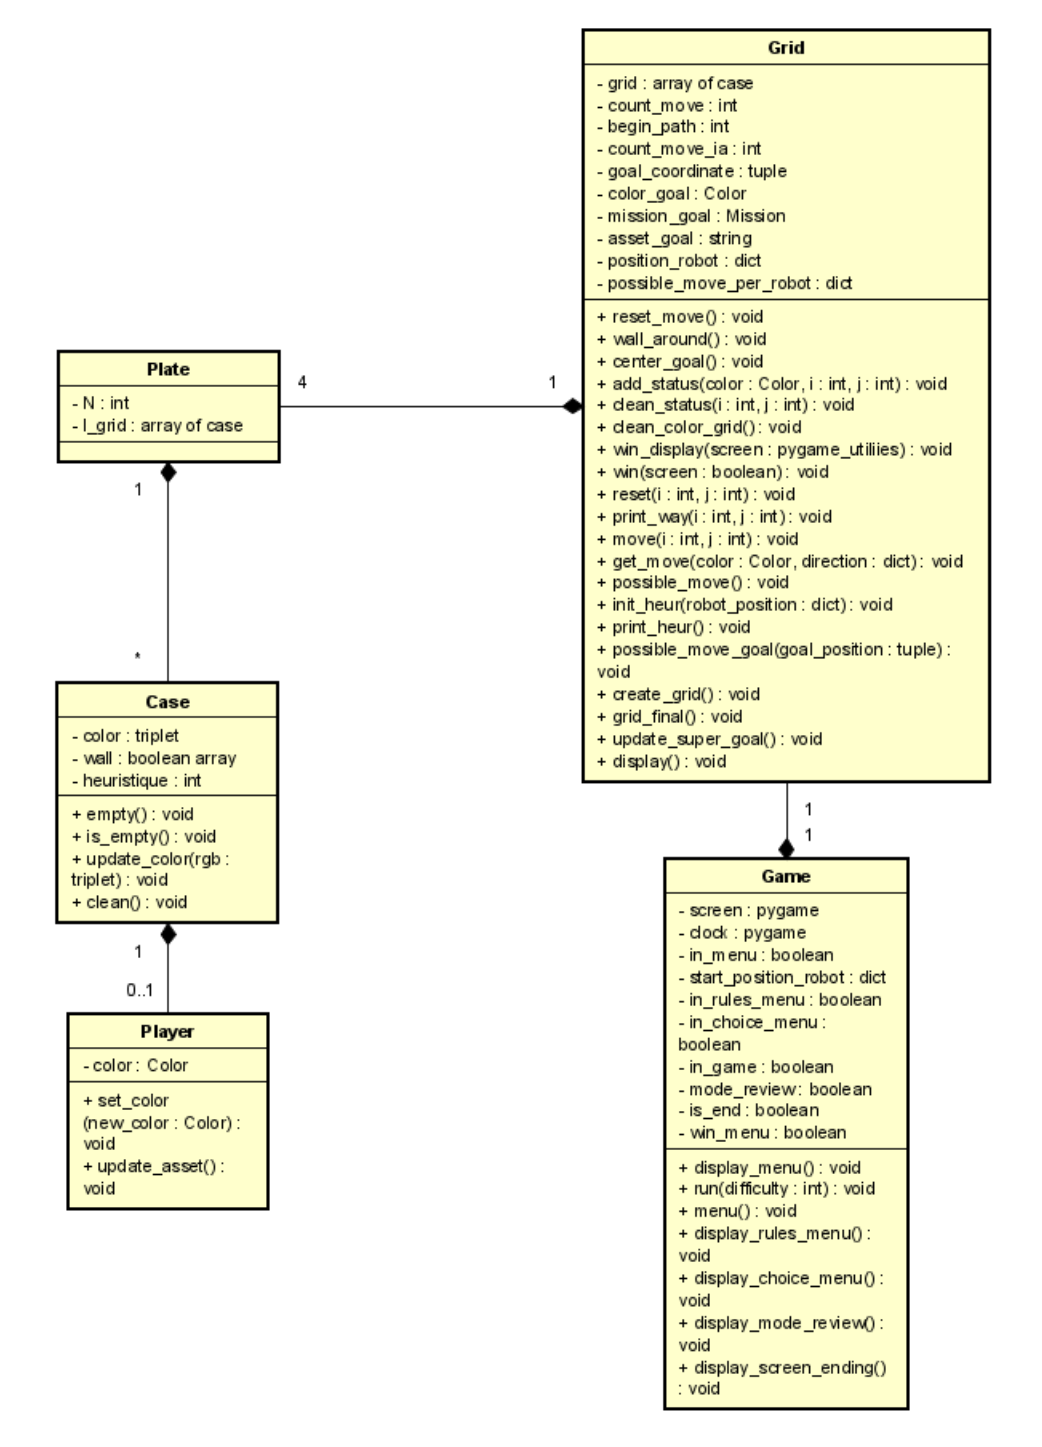 Grid
- grid : array of case
- count_move : int
- begin_path : int
- count_move_ia : int
- goal_coordinate : tuple
- color_goal : Color
- mission_goal : Mission
- asset_goal : string
- position_robot : dict
- possible_move_per_robot : dict
+ reset_move() : void
+ wall_around() : void
+ center_goal() : void
+ add_status(color : Color, i : int, j : int) : void
+ clean_status(i : int, j : int) : void
+ clean_color_grid() : void
+ win_display(screen : pygame_utiliies) : void
+ win(screen : boolean) : void
+ reset(i : int, j : int) : void
+ print_way(i : int, j : int) : void
+ move(i : int, j : int) : void
+ get_move(color : Color, direction : dict) : void
+ possible_move() : void
+ init_heur(robot_position : dict) : void
+ print_heur() : void
+ possible_move_goal(goal_position : tuple) :
void
+ create_grid() : void
+ grid_final() : void
+ update_super_goal() : void
+ display() : void
Plate
- N : int
- l_grid : array of case
4
1
1
*
Case
- color : triplet
- wall : boolean array
- heuristique : int
+ empty() : void
+ is_empty() : void
+ update_color(rgb :
triplet) : void
+ clean() : void
1
0..1
Player
- color : Color
+ set_color
(new_color : Color) :
void
+ update_asset() :
void
1
1
Game
- screen : pygame
- clock : pygame
- in_menu : boolean
- start_position_robot : dict
- in_rules_menu : boolean
- in_choice_menu :
boolean
- in_game : boolean
- mode_review : boolean
- is_end : boolean
- win_menu : boolean
+ display_menu() : void
+ run(difficulty : int) : void
+ menu() : void
+ display_rules_menu() :
void
+ display_choice_menu() :
void
+ display_mode_review() :
void
+ display_screen_ending()
: void